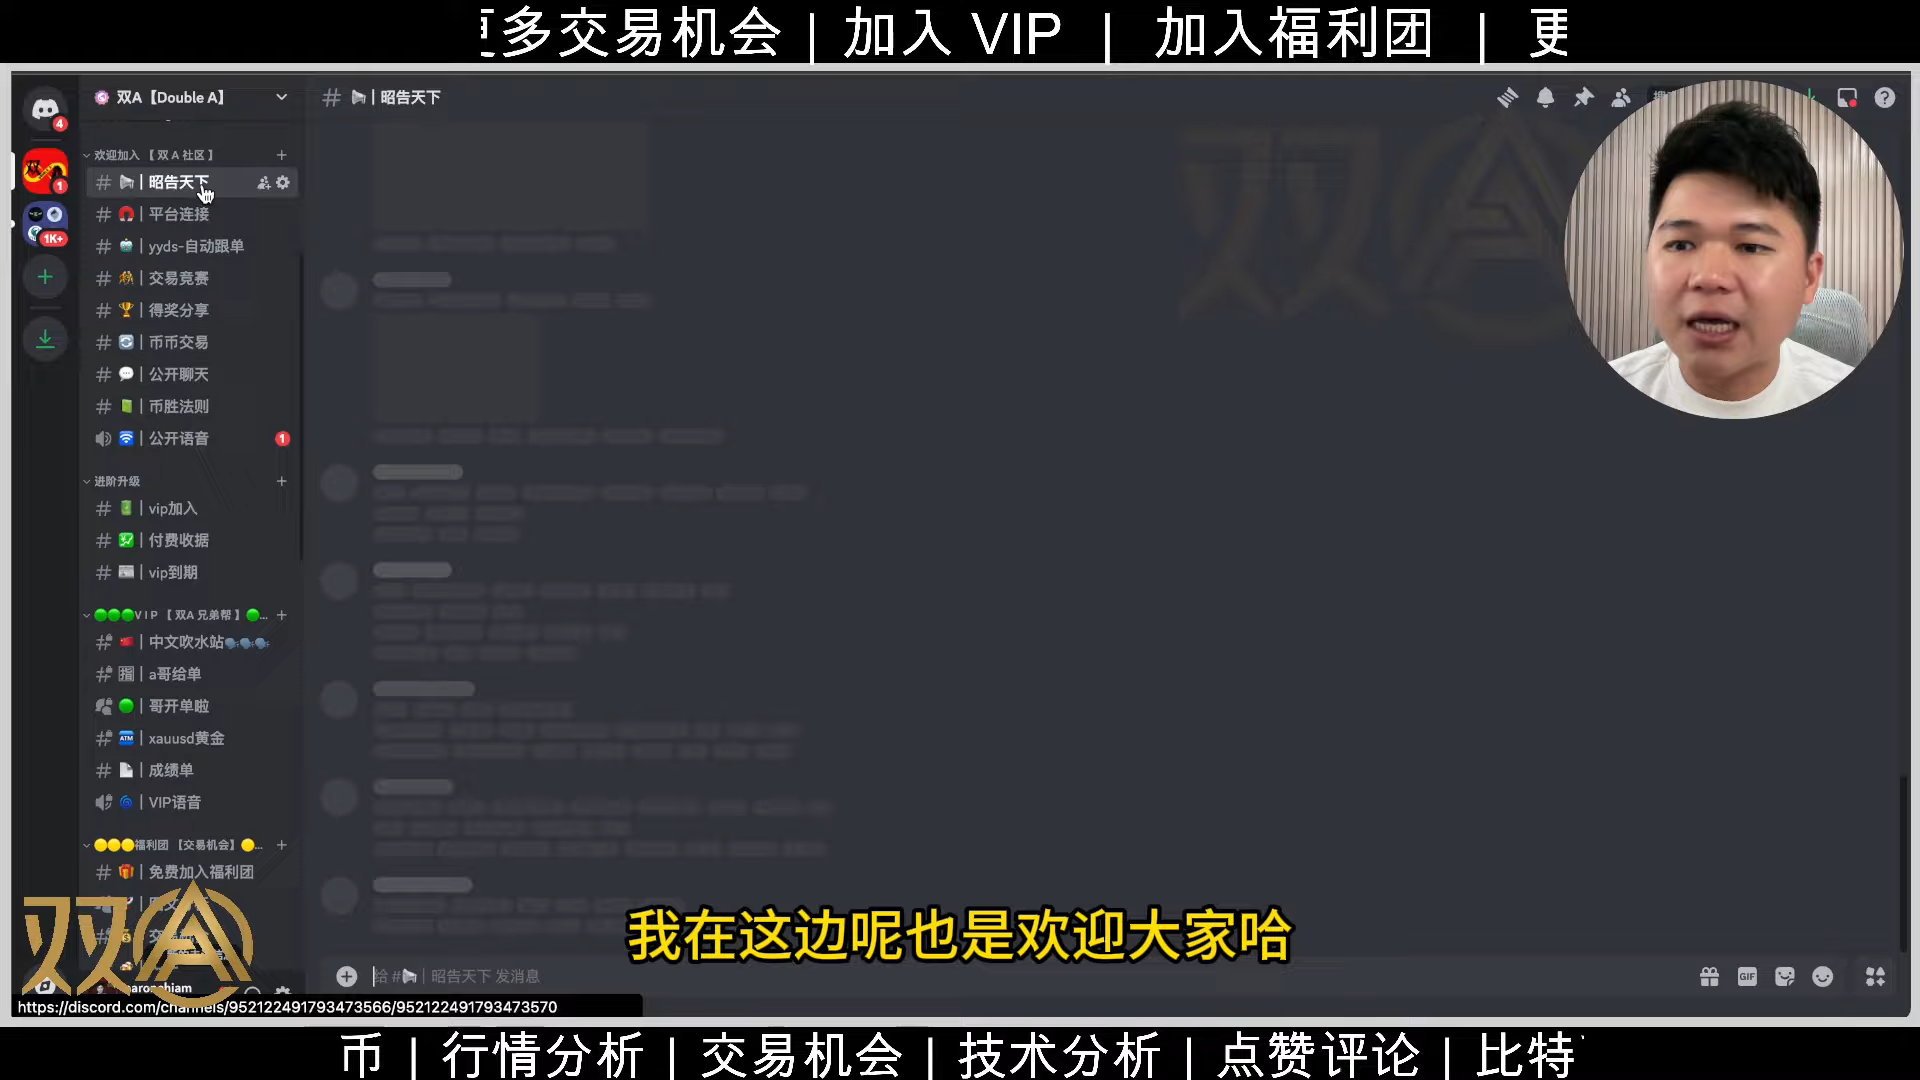 多交易机会 | 加入 VIP | 加入福利团 | 更
双A【Double A】
# | 昭告天下
欢迎加入 【 双 A 社区 】
# | 昭告天下
# | 平台连接
# | yyds-自动跟单
# | 交易竞赛
# | 得奖分享
# | 币币交易
# | 公开聊天
# | 币胜法则
| 公开语音 1
进阶升级
# | vip加入
# | 付费收据
# | vip到期
V I P 【 双A 兄弟帮 】 ...
# | 中文吹水站
# 指 | a哥给单
| 哥开单啦
# ATM | xauusd黄金
# | 成绩单
| VIP语音
福利团 【交易机会】 ...
# | 免费加入福利团
4
双
1
1K+
双A
我在这边呢也是欢迎大家哈
给 # | 昭告天下 发消息
GIF
https://discord.com/channels/952122491793473566/952122491793473570
币 | 行情分析 | 交易机会 | 技术分析 | 点赞评论 | 比特